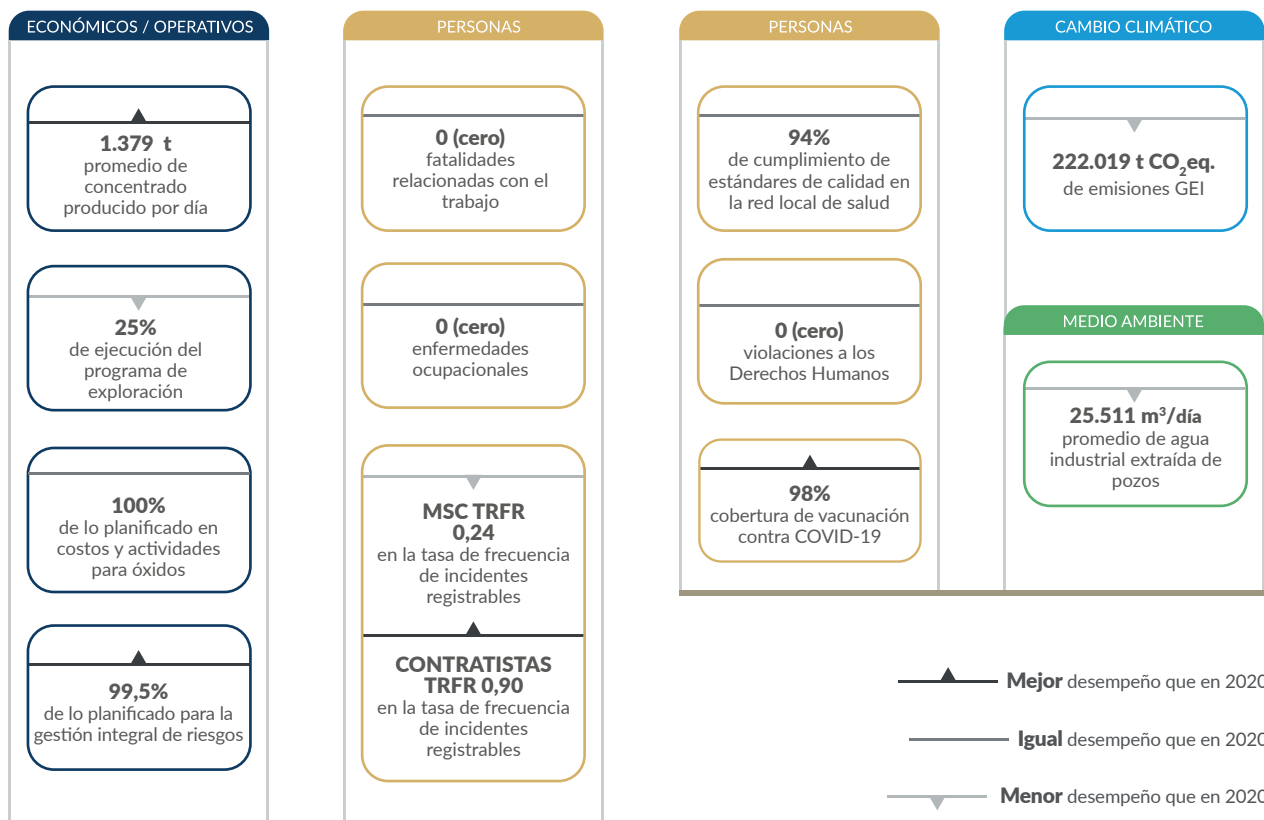 ECONÓMICOS / OPERATIVOS
1.379 t
promedio de
concentrado
producido por día
25%
de ejecución del
programa de
exploración
100%
de lo planificado en
costos y actividades
para óxidos
99,5%
de lo planificado para la
gestión integral de riesgos
PERSONAS
0 (cero)
fatalidades
relacionadas con el
trabajo
0 (cero)
enfermedades
ocupacionales
MSC TRFR
0,24
en la tasa de frecuencia
de incidentes
registrables
CONTRATISTAS
TRFR 0,90
en la tasa de frecuencia
de incidentes
registrables
PERSONAS
94%
de cumplimiento de
estándares de calidad en
la red local de salud
0 (cero)
violaciones a los
Derechos Humanos
98%
cobertura de vacunación
contra COVID-19
CAMBIO CLIMÁTICO
222.019 t CO₂eq.
de emisiones GEI
MEDIO AMBIENTE
25.511 m³/día
promedio de agua
industrial extraída de
pozos
Mejor desempeño que en 2020
Igual desempeño que en 2020
Menor desempeño que en 2020